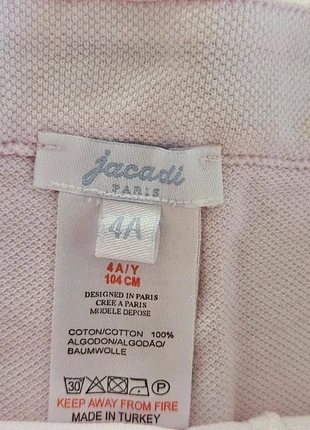 jacadi
PARIS
4A
4A/Y
104 CM
DESIGNED IN PARIS
CREE A PARIS
MODELE DEPOSE
COTON/COTTON 100%
ALGODON/ALGODÃO/
BAUMWOLLE
30 P
KEEP AWAY FROM FIRE
MADE IN TURKEY